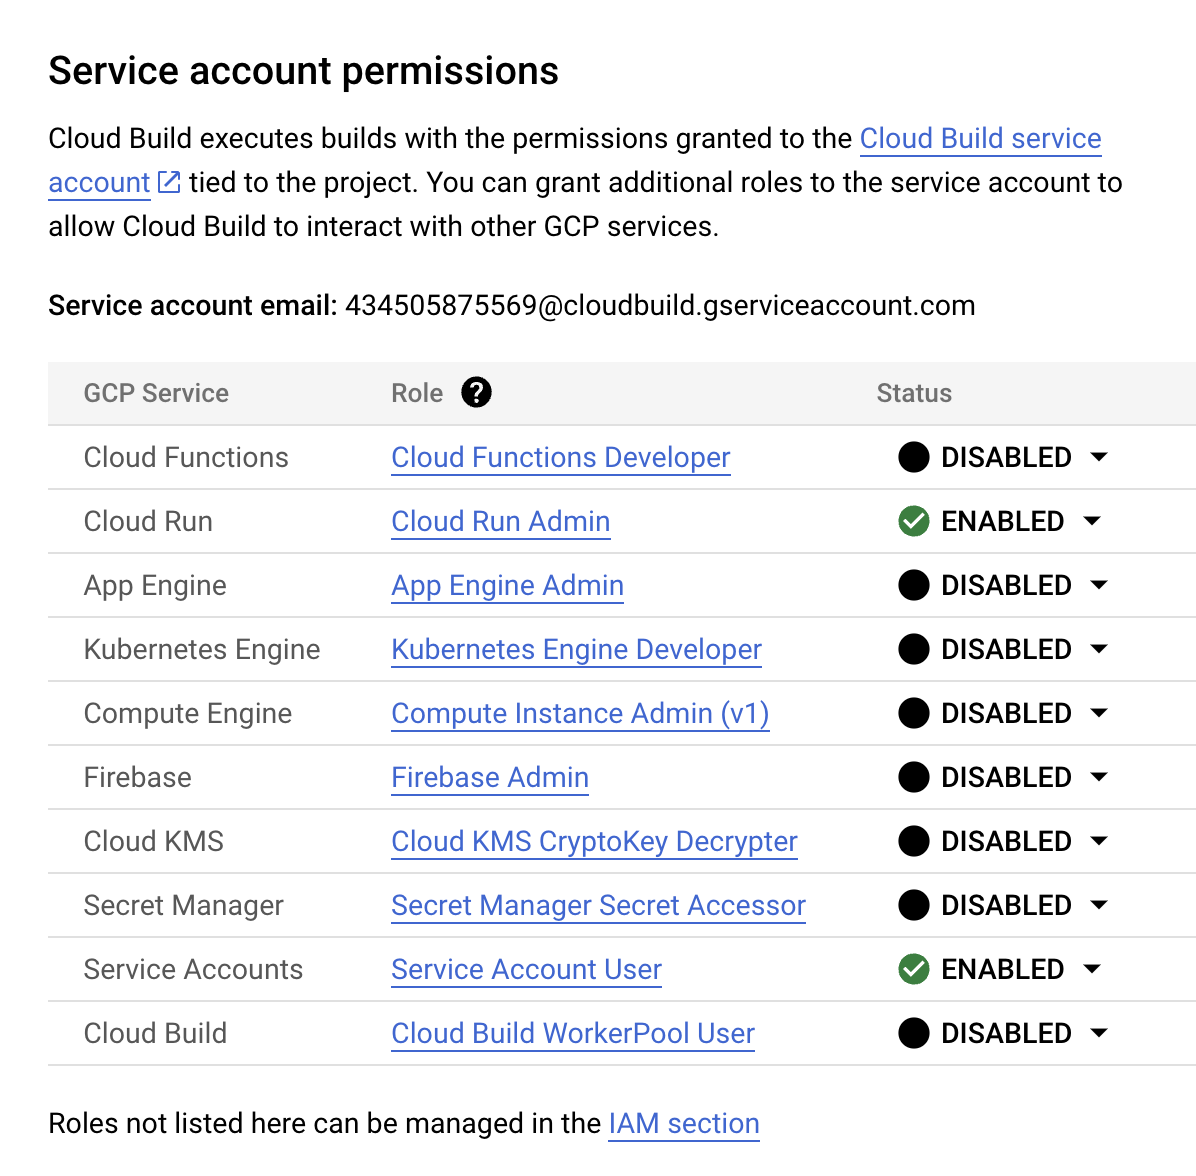 Service account permissions
Cloud Build executes builds with the permissions granted to the Cloud Build service
account tied to the project. You can grant additional roles to the service account to
allow Cloud Build to interact with other GCP services.
Service account email: 434505875569@cloudbuild.gserviceaccount.com
GCP Service Role ? Status
Cloud Functions Cloud Functions Developer DISABLED
Cloud Run Cloud Run Admin ENABLED
App Engine App Engine Admin DISABLED
Kubernetes Engine Kubernetes Engine Developer DISABLED
Compute Engine Compute Instance Admin (v1) DISABLED
Firebase Firebase Admin DISABLED
Cloud KMS Cloud KMS CryptoKey Decrypter DISABLED
Secret Manager Secret Manager Secret Accessor DISABLED
Service Accounts Service Account User ENABLED
Cloud Build Cloud Build WorkerPool User DISABLED
Roles not listed here can be managed in the IAM section